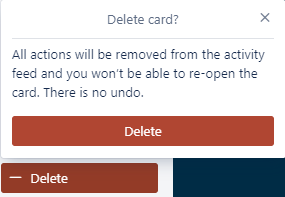 Delete card?
All actions will be removed from the activity
feed and you won't be able to re-open the
card. There is no undo.
Delete
Delete